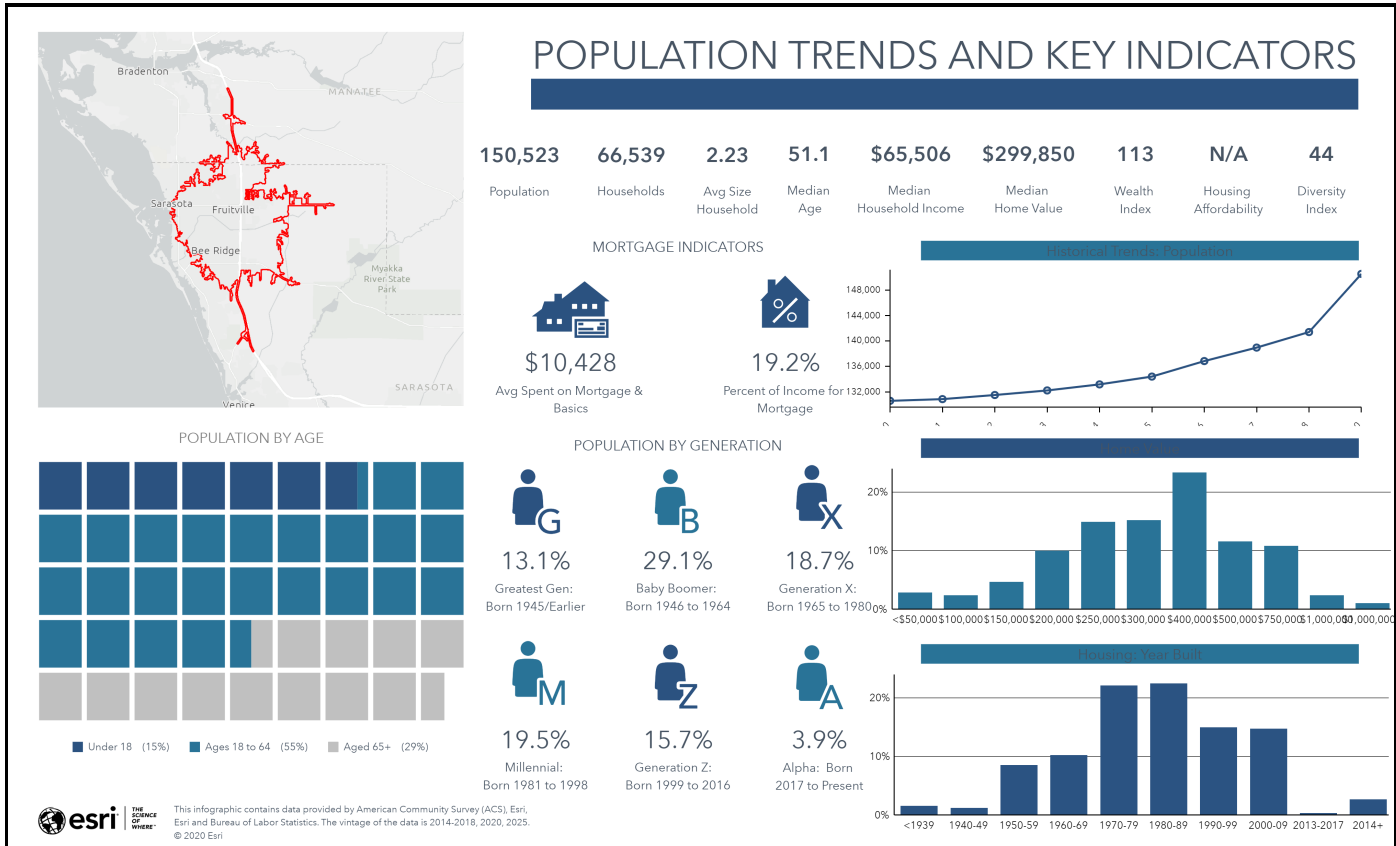 POPULATION TRENDS AND KEY INDICATORS
Bradenton
MANATEE
Sarasota
Fruitville
Bee Ridge
Myakka
River State
Park
SARASOTA
Venice
150,523
Population
66,539
Households
2.23
Avg Size
Household
51.1
Median
Age
$65,506
Median
Household Income
$299,850
Median
Home Value
113
Wealth
Index
N/A
Housing
Affordability
44
Diversity
Index
MORTGAGE INDICATORS
$10,428
Avg Spent on Mortgage &
Basics
19.2%
Percent of Income for
Mortgage
Historical Trends: Population
148,000
144,000
140,000
136,000
132,000
POPULATION BY AGE
Under 18 (15%) Ages 18 to 64 (55%) Aged 65+ (29%)
POPULATION BY GENERATION
G
13.1%
Greatest Gen:
Born 1945/Earlier
B
29.1%
Baby Boomer:
Born 1946 to 1964
X
18.7%
Generation X:
Born 1965 to 1980
M
19.5%
Millennial:
Born 1981 to 1998
Z
15.7%
Generation Z:
Born 1999 to 2016
A
3.9%
Alpha: Born
2017 to Present
20%
10%
0%
<$50,000 $100,000 $150,000 $200,000 $250,000 $300,000 $400,000 $500,000 $750,000
Housing: Year Built
20%
10%
0%
<1939 1940-49 1950-59 1960-69 1970-79 1980-89 1990-99 2000-09 2013-2017 2014+
esri
THE
SCIENCE
OF
WHERE™
This infographic contains data provided by American Community Survey (ACS), Esri,
Esri and Bureau of Labor Statistics. The vintage of the data is 2014-2018, 2020, 2025.
© 2020 Esri